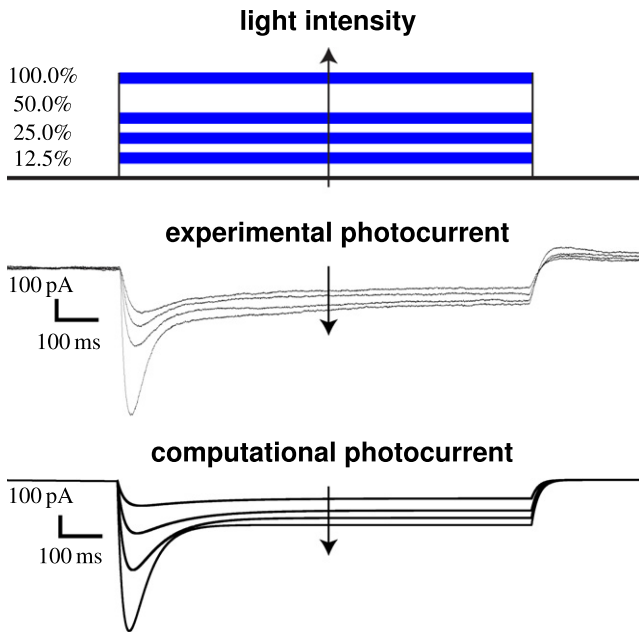 light intensity
100.0%
50.0%
25.0%
12.5%
experimental photocurrent
100 pA
100 ms
computational photocurrent
100 pA
100 ms